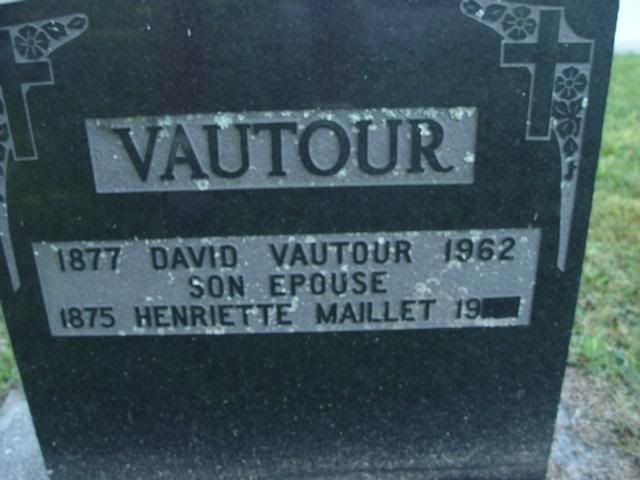 VAUTOUR
1877 DAVID VAUTOUR 1962
SON EPOUSE
1875 HENRIETTE MAILLET 19